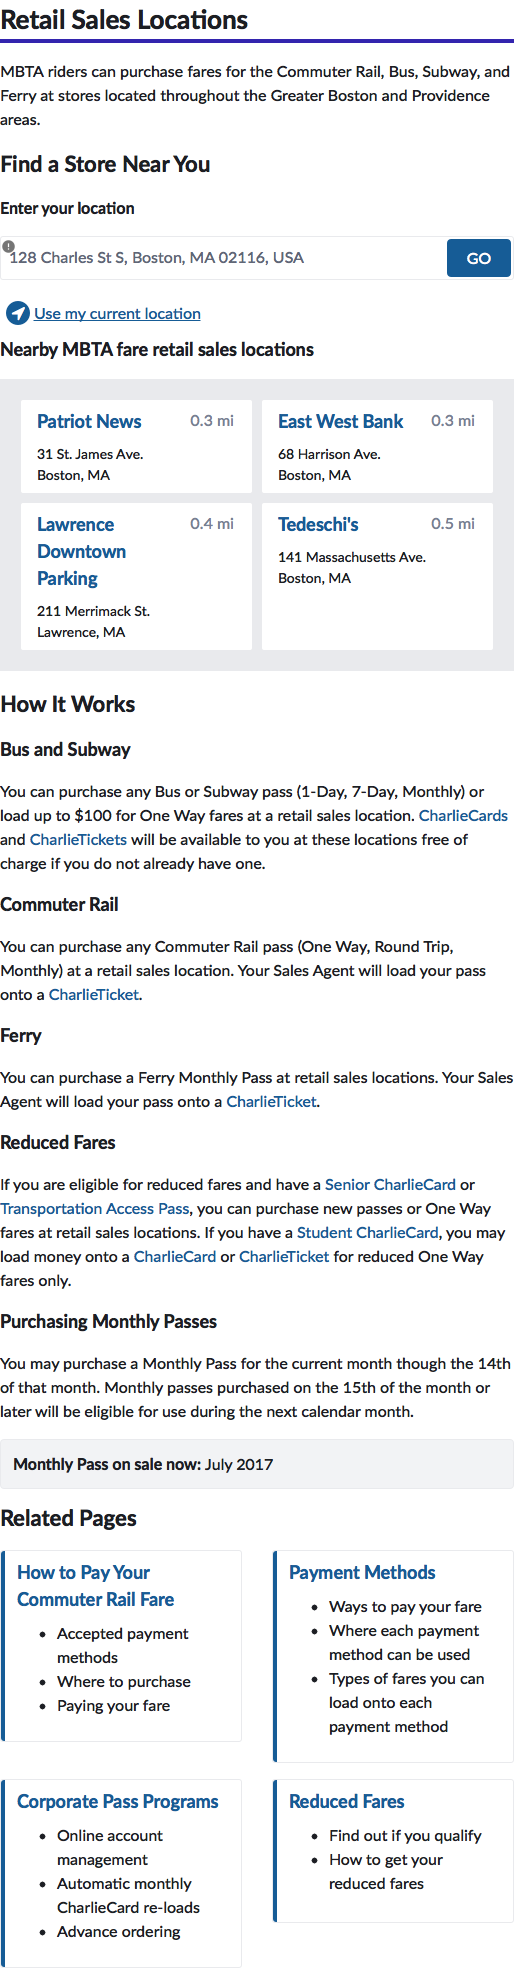 Retail Sales Locations
MBTA riders can purchase fares for the Commuter Rail, Bus, Subway, and
Ferry at stores located throughout the Greater Boston and Providence
areas.
Find a Store Near You
Enter your location
128 Charles St S, Boston, MA 02116, USA
GO
Use my current location
Nearby MBTA fare retail sales locations
Patriot News 0.3 mi
31 St. James Ave.
Boston, MA
East West Bank 0.3 mi
68 Harrison Ave.
Boston, MA
Lawrence 0.4 mi
Downtown
Parking
211 Merrimack St.
Lawrence, MA
Tedeschi's 0.5 mi
141 Massachusetts Ave.
Boston, MA
How It Works
Bus and Subway
You can purchase any Bus or Subway pass (1-Day, 7-Day, Monthly) or
load up to $100 for One Way fares at a retail sales location. CharlieCards
and CharlieTickets will be available to you at these locations free of
charge if you do not already have one.
Commuter Rail
You can purchase any Commuter Rail pass (One Way, Round Trip,
Monthly) at a retail sales location. Your Sales Agent will load your pass
onto a CharlieTicket.
Ferry
You can purchase a Ferry Monthly Pass at retail sales locations. Your Sales
Agent will load your pass onto a CharlieTicket.
Reduced Fares
If you are eligible for reduced fares and have a Senior CharlieCard or
Transportation Access Pass, you can purchase new passes or One Way
fares at retail sales locations. If you have a Student CharlieCard, you may
load money onto a CharlieCard or CharlieTicket for reduced One Way
fares only.
Purchasing Monthly Passes
You may purchase a Monthly Pass for the current month though the 14th
of that month. Monthly passes purchased on the 15th of the month or
later will be eligible for use during the next calendar month.
Monthly Pass on sale now: July 2017
Related Pages
How to Pay Your
Commuter Rail Fare
• Accepted payment
methods
• Where to purchase
• Paying your fare
Payment Methods
• Ways to pay your fare
• Where each payment
method can be used
• Types of fares you can
load onto each
payment method
Corporate Pass Programs
• Online account
management
• Automatic monthly
CharlieCard re-loads
• Advance ordering
Reduced Fares
• Find out if you qualify
• How to get your
reduced fares